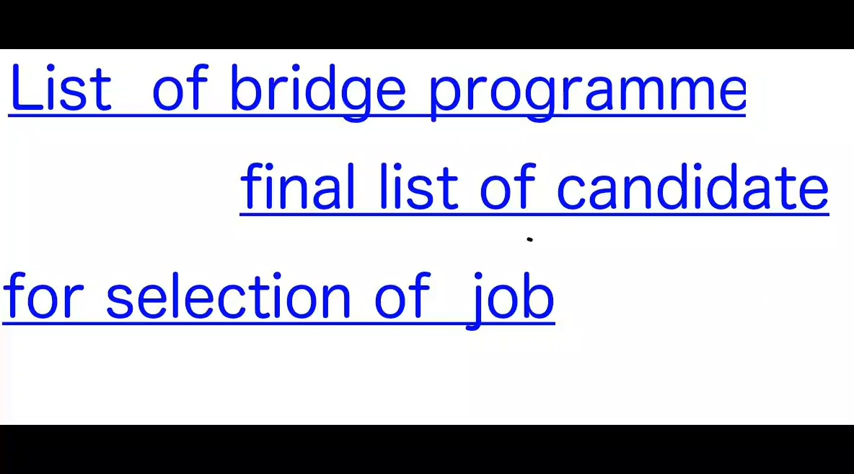 List of bridge programme
final list of candidate
for selection of job